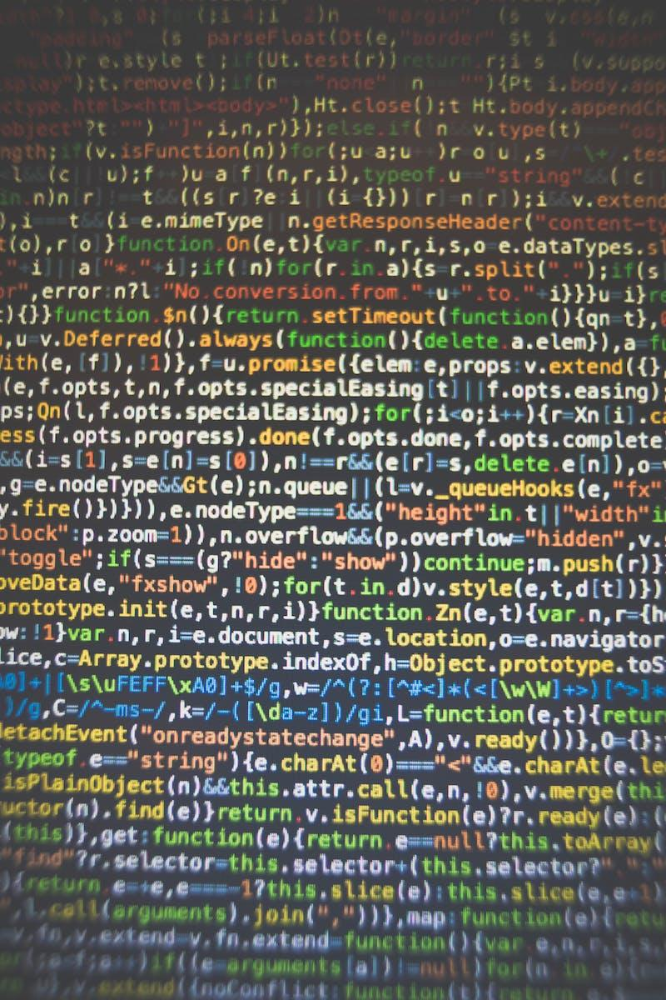 "margin" (s v.css(e,n
"padding" (s parseFloat(Dt(e,"border" St i "width"
null)r e.style t ;if(Ut.test(r))return.r;i s (v.suppo
splay");t.remove();if(n "none" n ""){Pt i.body.app
ctype.html><html><body>"),Ht.close();t Ht.body.appendCh
object"?t:"")+"]",i,n,r)});else.if( n v.type(t) "obj
ngth;if(v.isFunction(n))for(;u a;u )r o[u],s
l&&(c||!u);f++)u a[f](n,r,i),typeof.u=="string"&&(!c
in.n)n[r]!==t&&((s[r]?e:i||(i={}))[r]=n[r]);i&&v.extend
),i===t&&(i=e.mimeType||n.getResponseHeader("content-ty
t(o),r[o]}function.On(e,t){var.n,r,i,s,o=e.dataTypes.sl
"+i]||a["*."+i];if(!n)for(r.in.a){s=r.split(".");if(s
or",error:n?l:"No.conversion.from."+u+".to."+i}}}u=i}re
t){}}function.$n(){return.setTimeout(function(){qn=t},0
,u=v.Deferred().always(function(){delete.a.elem}),a=fu
With(e,[f]),!1)},f=u.promise({elem:e,props:v.extend({},
(e,f.opts,t,n,f.opts.specialEasing[t]||f.opts.easing);
ps;Qn(l,f.opts.specialEasing);for(;i<o;i++){r=Xn[i].ca
ess(f.opts.progress).done(f.opts.done,f.opts.complete
&&(i=s[1],s=e[n]=s[0]),n!==r&&(e[r]=s,delete.e[n]),o=v
,g=e.nodeType&&Gt(e);n.queue||(l=v._queueHooks(e,"fx"
y.fire()})})),e.nodeType===1&&("height"in.t||"width"in
block":p.zoom=1)),n.overflow&&(p.overflow="hidden",v.s
"toggle";if(s===(g?"hide":"show"))continue;m.push(r)}
oveData(e,"fxshow",!0);for(t.in.d)v.style(e,t,d[t])})
prototype.init(e,t,n,r,i)}function.Zn(e,t){var.n,r={he
ow:!1}var.n,r,i=e.document,s=e.location,o=e.navigator
lice,c=Array.prototype.indexOf,h=Object.prototype.toS
A0]+|[\s\uFEFF\xA0]+$/g,w=/^(?:[^#<]*(<[\w\W]+>)[^>]*
)/g,C=/^-ms-/,k=/-([\da-z])/gi,L=function(e,t){return
detachEvent("onreadystatechange",A),v.ready())},O={};v
typeof.e=="string"){e.charAt(0)==="<"&&e.charAt(e.le
isPlainObject(n)&&this.attr.call(e,n,!0),v.merge(thi
uctor(n).find(e)}return.v.isFunction(e)?r.ready(e):(
(this)},get:function(e){return.e==null?this.toArray(
"find"?r.selector=this.selector+(this.selector?".":"
){return.e=+e,e===-1?this.slice(e):this.slice(e,e+1)
",l.call(arguments).join(","))},map:function(e){retu
v.fn,v.extend=v.fn.extend=function(){var.e,n,r,i,s,
or(;a<f;a++)if((e=arguments[a])!=null)for(n in e){
u},v.extend({noConflict:function(t){return e